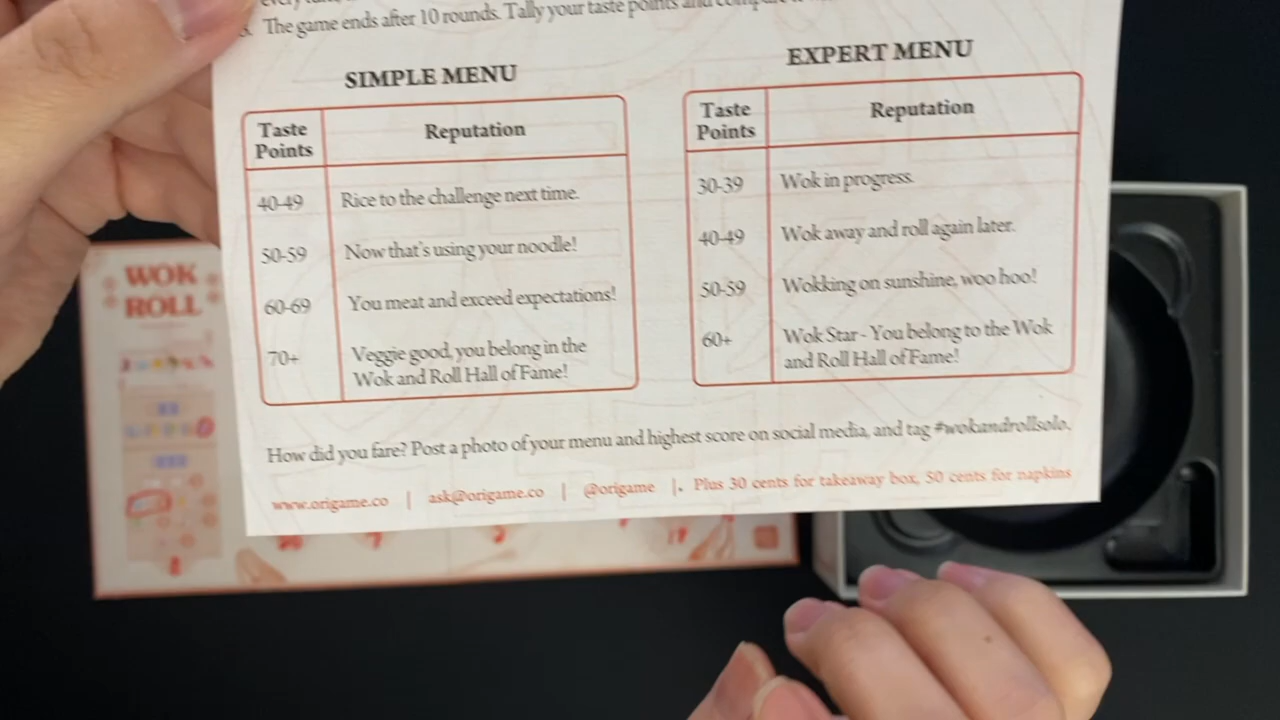 The game ends after 10 rounds. Tally your taste points and compare
SIMPLE MENU
Taste Points Reputation
40-49 Rice to the challenge next time.
50-59 Now that's using your noodle!
60-69 You meat and exceed expectations!
70+ Veggie good, you belong in the
Wok and Roll Hall of Fame!
EXPERT MENU
Taste Points Reputation
30-39 Wok in progress.
40-49 Wok away and roll again later.
50-59 Wokking on sunshine, woo hoo!
60+ Wok Star - You belong to the Wok
and Roll Hall of Fame!
How did you fare? Post a photo of your menu and highest score on social media, and tag #wokandrollsolo.
www.origame.co | ask@origame.co | @origame |. Plus 30 cents for takeaway box, 50 cents for napkins
WOK
ROLL